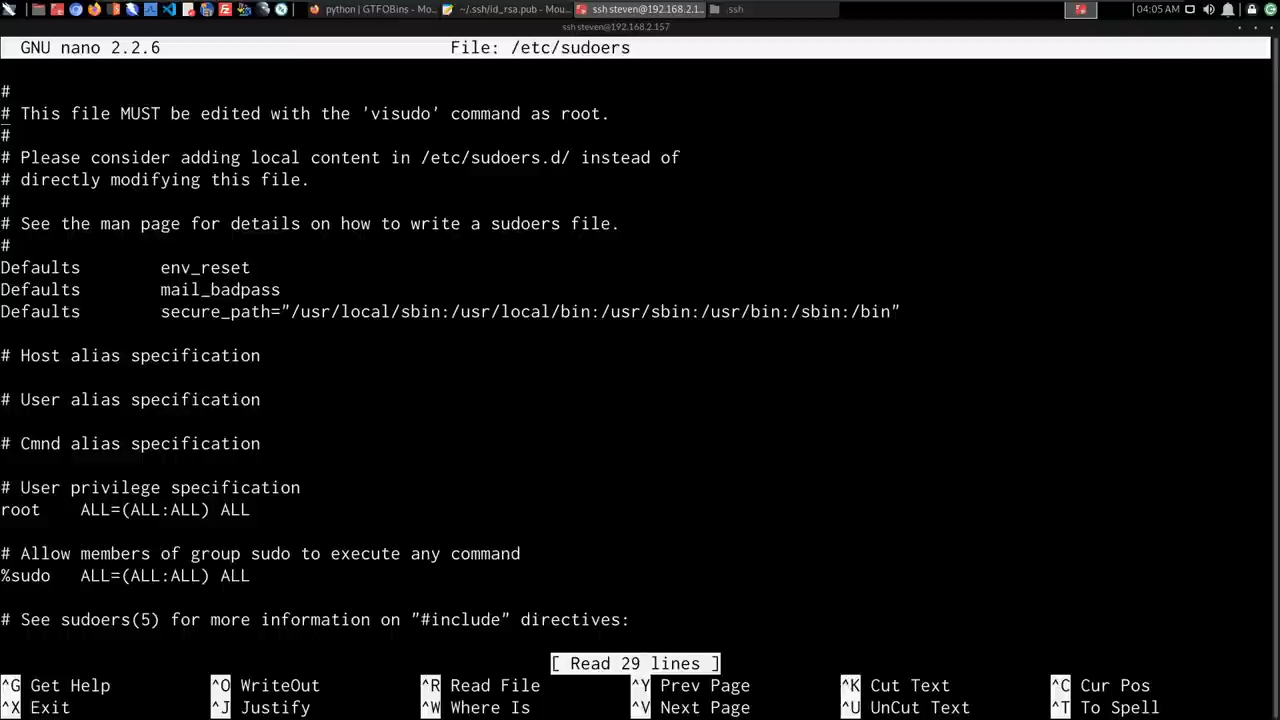 python | GTFOBins - Mo...
~/.ssh/id_rsa.pub - Mou...
ssh steven@192.168.2.1...
.ssh
04:05 AM
ssh steven@192.168.2.157
GNU nano 2.2.6 File: /etc/sudoers
#
# This file MUST be edited with the 'visudo' command as root.
#
# Please consider adding local content in /etc/sudoers.d/ instead of
# directly modifying this file.
#
# See the man page for details on how to write a sudoers file.
#
Defaults env_reset
Defaults mail_badpass
Defaults secure_path="/usr/local/sbin:/usr/local/bin:/usr/sbin:/usr/bin:/sbin:/bin"
# Host alias specification
# User alias specification
# Cmnd alias specification
# User privilege specification
root ALL=(ALL:ALL) ALL
# Allow members of group sudo to execute any command
%sudo ALL=(ALL:ALL) ALL
# See sudoers(5) for more information on "#include" directives:
[ Read 29 lines ]
^G Get Help ^O WriteOut ^R Read File ^Y Prev Page ^K Cut Text ^C Cur Pos
^X Exit ^J Justify ^W Where Is ^V Next Page ^U UnCut Text ^T To Spell